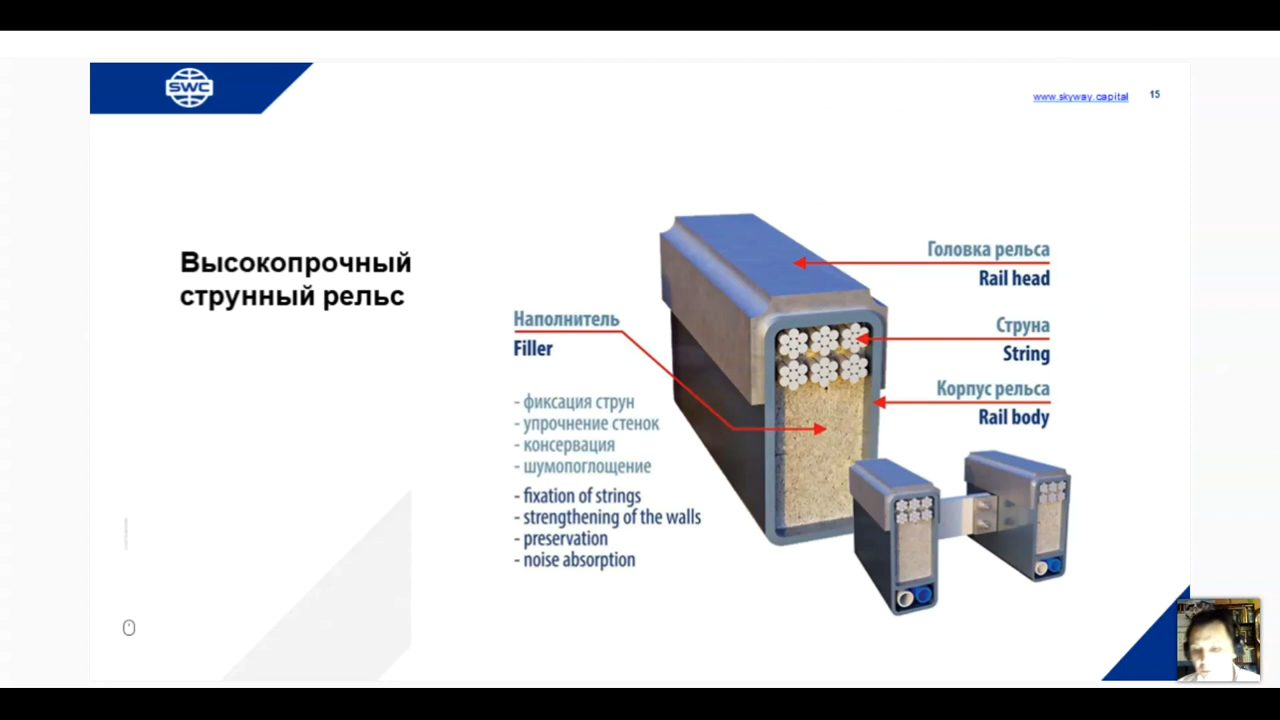 SWC
www.skyway.capital
15
Высокопрочный
струнный рельс
Головка рельса
Rail head
Наполнитель
Filler
Струна
String
Корпус рельса
Rail body
- фиксация струн
- упрочнение стенок
- консервация
- шумопоглощение
- fixation of strings
- strengthening of the walls
- preservation
- noise absorption